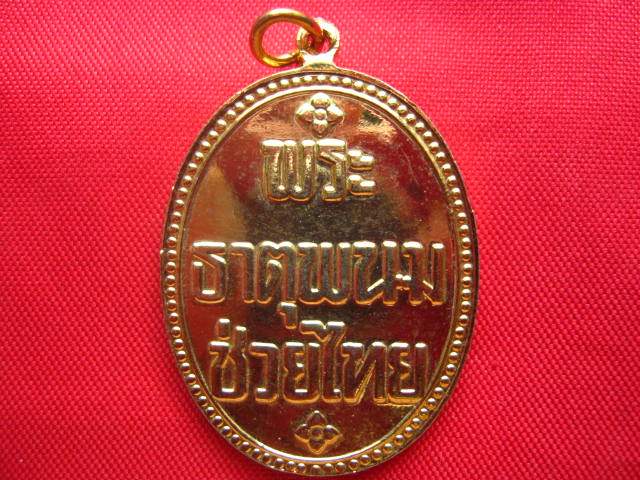 พระ
ธาตุพนม
ช่วยไทย